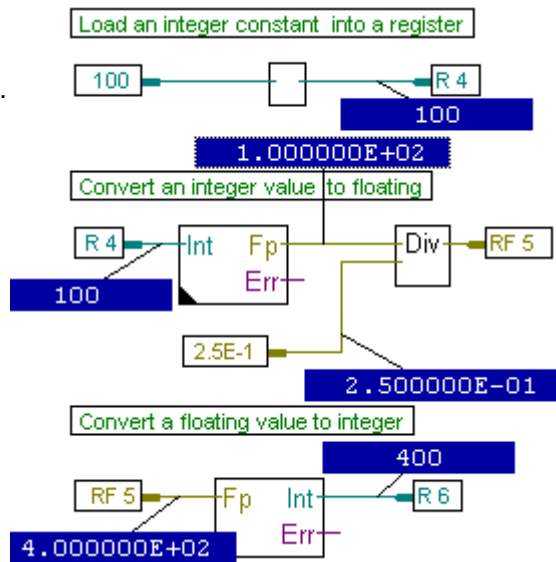 Load an integer constant into a register
100
R 4
100
1.000000E+02
Convert an integer value to floating
R 4
Int
Fp
Err
Div
RF 5
100
2.5E-1
2.500000E-01
Convert a floating value to integer
400
RF 5
Fp
Int
Err
R 6
4.000000E+02